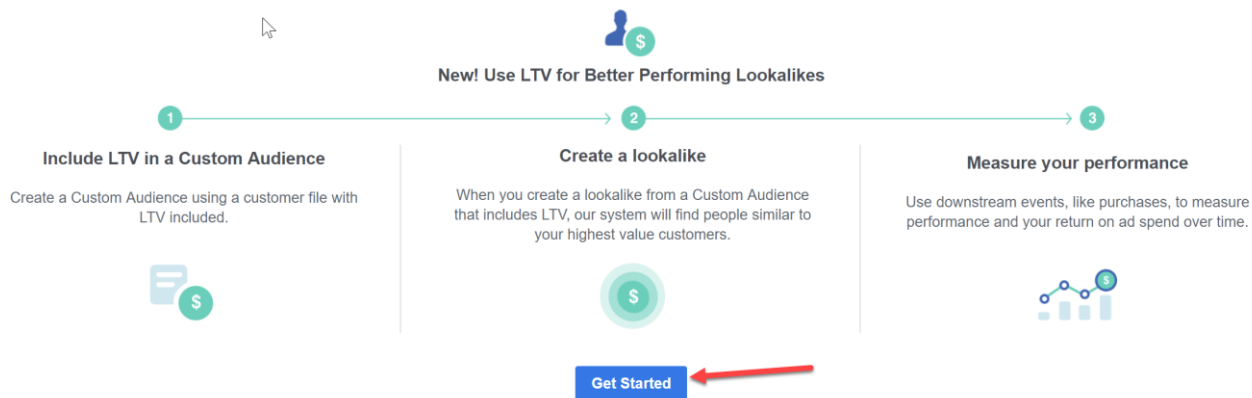 $
New! Use LTV for Better Performing Lookalikes
1
2
3
Include LTV in a Custom Audience
Create a Custom Audience using a customer file with
LTV included.
$
Create a lookalike
When you create a lookalike from a Custom Audience
that includes LTV, our system will find people similar to
your highest value customers.
$
Measure your performance
Use downstream events, like purchases, to measure
performance and your return on ad spend over time.
$
Get Started